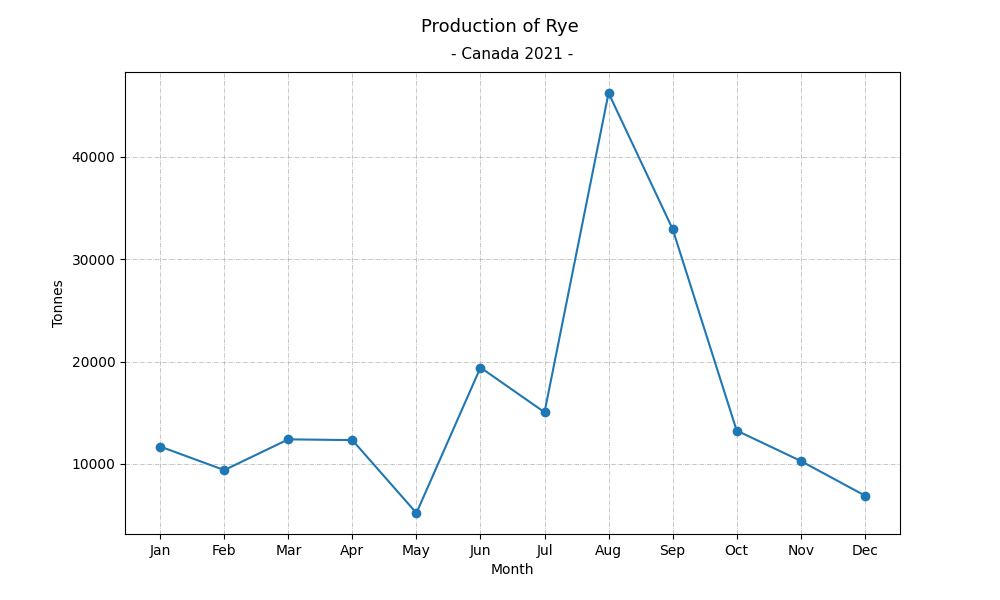 Production of Rye
- Canada 2021 -
40000
30000
20000
10000
Tonnes
Jan Feb Mar Apr May Jun Jul Aug Sep Oct Nov Dec
Month